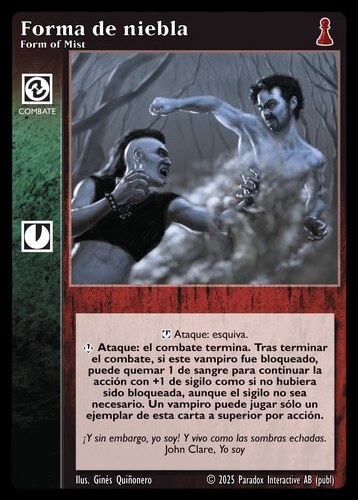 Forma de niebla
Form of Mist
COMBATE
Ataque: esquiva.
Ataque: el combate termina. Tras terminar
el combate, si este vampiro fue bloqueado,
puede quemar 1 de sangre para continuar la
acción con +1 de sigilo como si no hubiera
sido bloqueada, aunque el sigilo no sea
necesario. Un vampiro puede jugar sólo un
ejemplar de esta carta a superior por acción.
¡Y sin embargo, yo soy! Y vivo como las sombras echadas.
John Clare, Yo soy
Ilus. Ginés Quiñonero
© 2025 Paradox Interactive AB (publ)